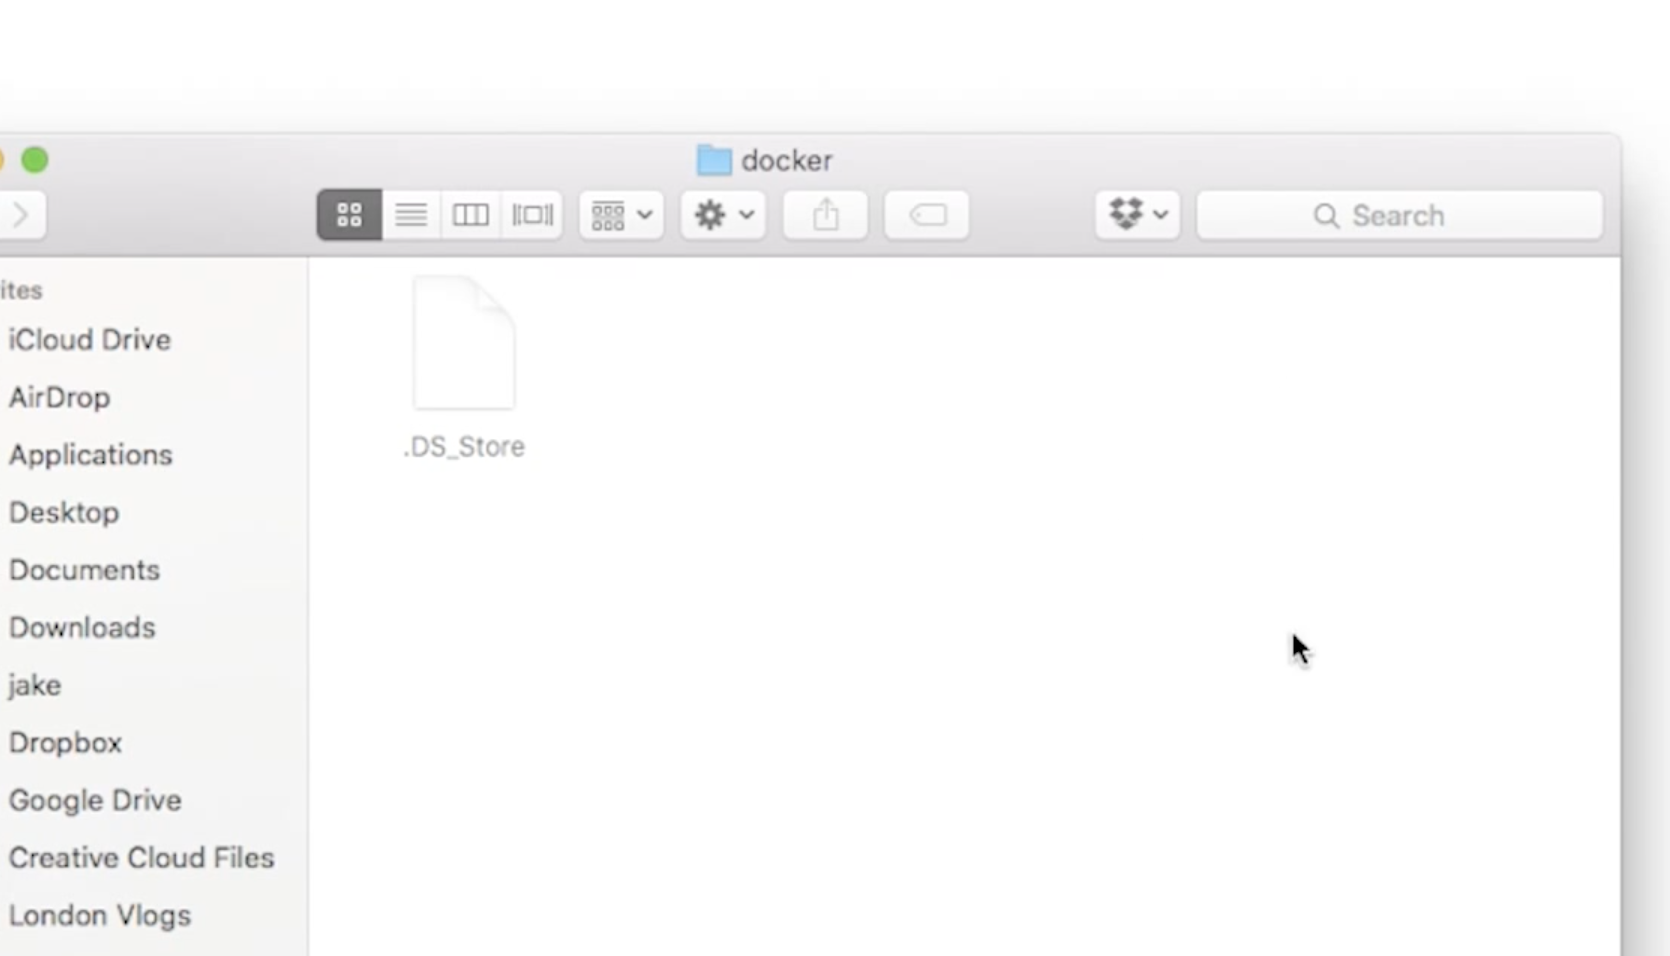 docker
Search
ites
iCloud Drive
AirDrop
Applications
Desktop
Documents
Downloads
jake
Dropbox
Google Drive
Creative Cloud Files
London Vlogs
.DS_Store